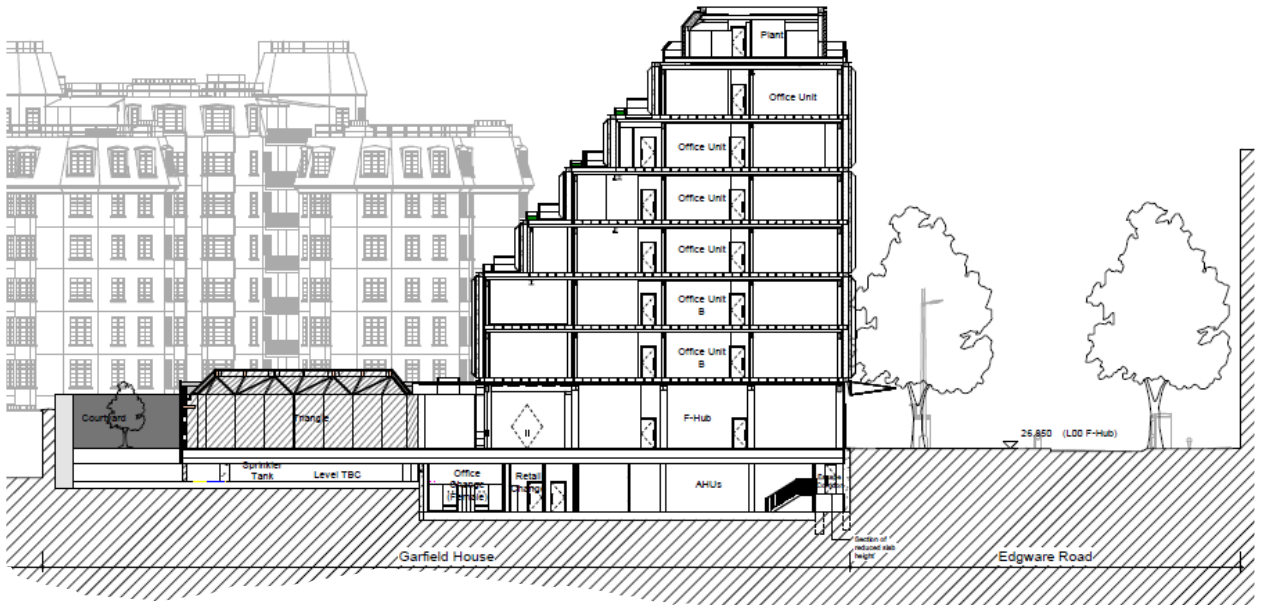 Plant
Office Unit
Office Unit
Office Unit
Office Unit
Office Unit
B
Office Unit
B
Courtyard
Triangle
F-Hub
26.850 (L00 F-Hub)
Sprinkler
Tank
Level TBC
Office
Change
(Female)
Retail
Change
AHUs
Escape
Corridor
Section of
reduced slab
height
Garfield House
Edgware Road